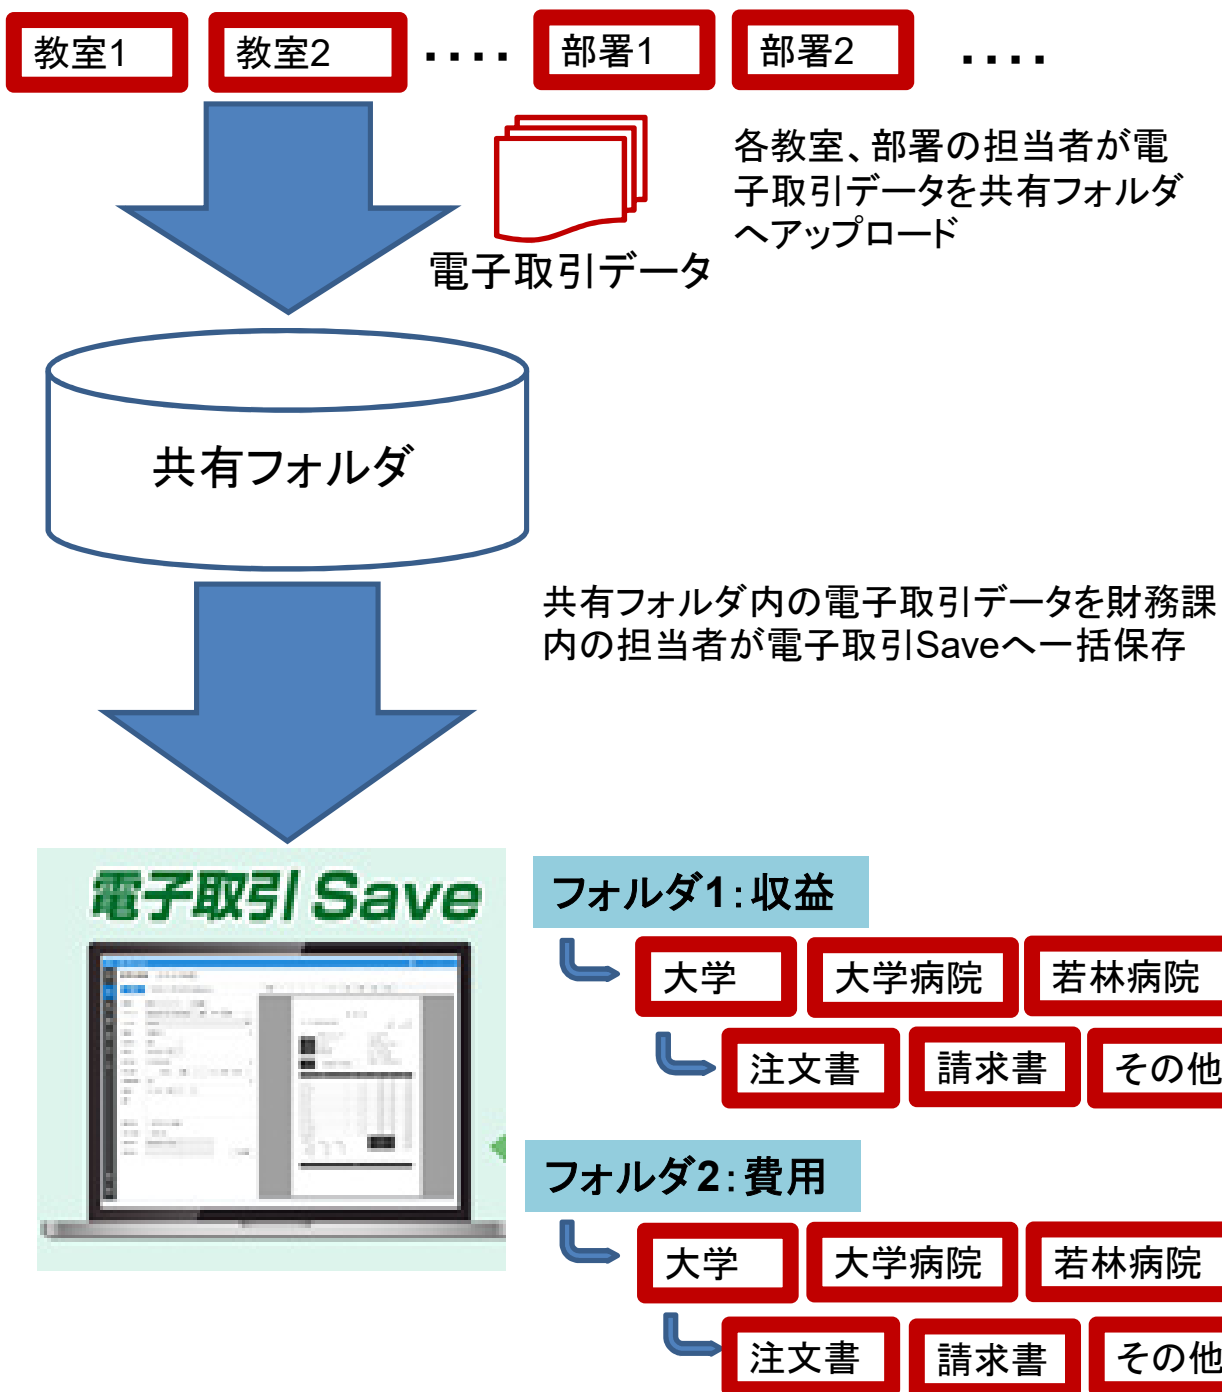 教室1
教室2
‥‥
部署1
部署2
‥‥
各教室、部署の担当者が電
子取引データを共有フォルダ
へアップロード
電子取引データ
共有フォルダ
共有フォルダ内の電子取引データを財務課
内の担当者が電子取引Saveへ一括保存
電子取引 Save
フォルダ1:収益
大学
大学病院
若林病院
注文書
請求書
その他
フォルダ2:費用
大学
大学病院
若林病院
注文書
請求書
その他